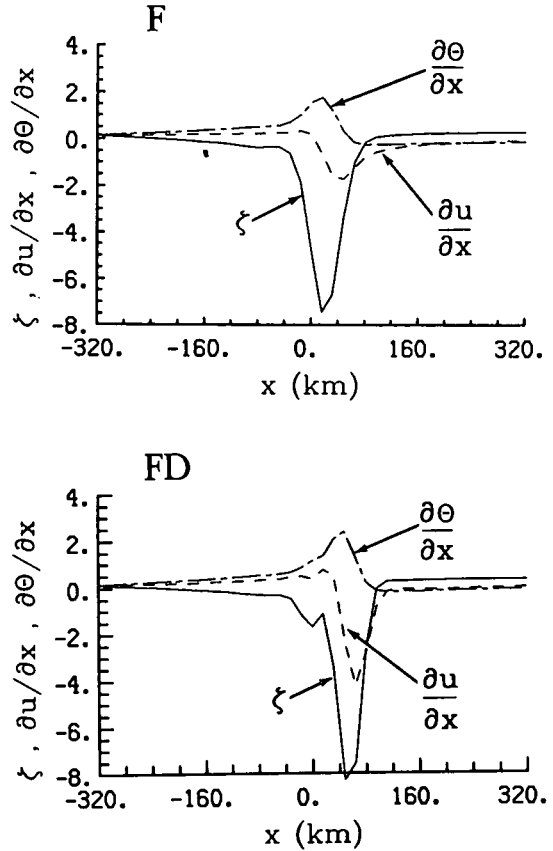 F
4.
2.
0.
-2.
-4.
-6.
-8.
ζ , ∂u/∂x , ∂Θ/∂x
∂Θ
∂x
ζ
∂u
∂x
-320. -160. 0. 160. 320.
x (km)
FD
4.
2.
0.
-2.
-4.
-6.
-8.
ζ , ∂u/∂x , ∂Θ/∂x
∂Θ
∂x
ζ
∂u
∂x
-320. -160. 0. 160. 320.
x (km)